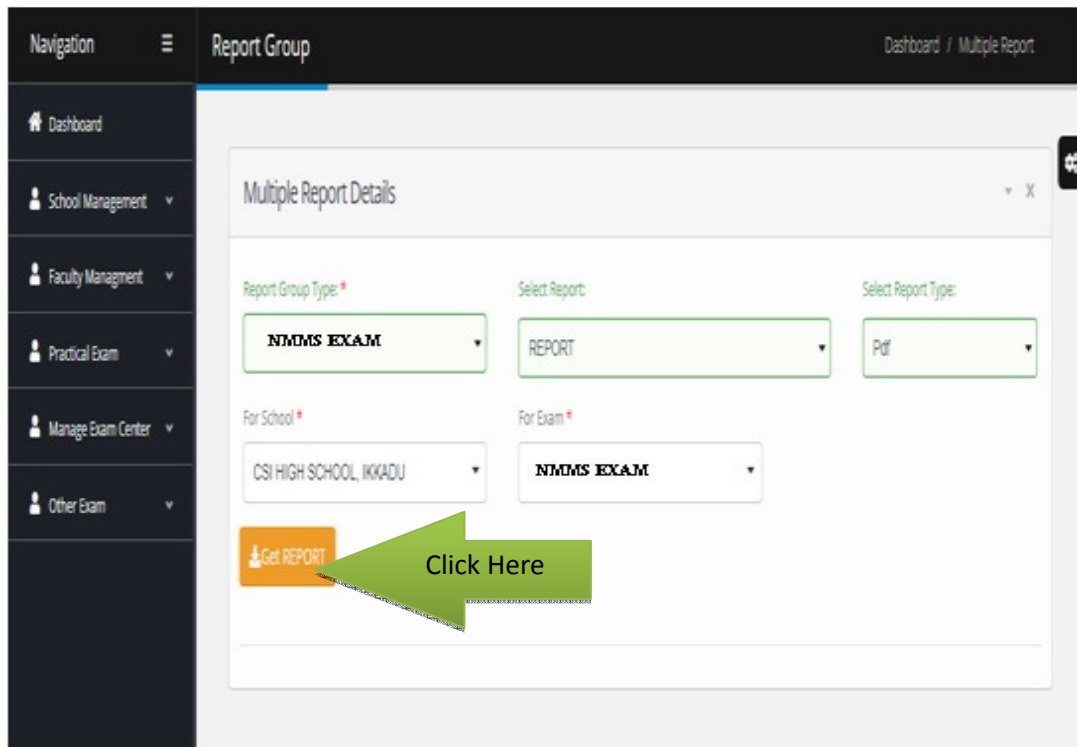 Navigation
Report Group
Dashboard / Multiple Report
Dashboard
School Management
Faculty Managment
Practical Exam
Manage Exam Center
Other Exam
Multiple Report Details
X
Report Group Type: *
Select Report:
Select Report Type:
NMMS EXAM
REPORT
Pdf
For School *
For Exam *
CSI HIGH SCHOOL, IKKADU
NMMS EXAM
Get REPORT
Click Here